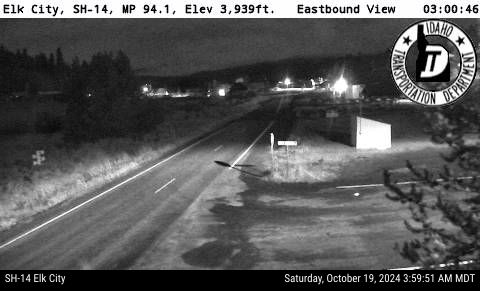 Elk City, SH-14, MP 94.1, Elev 3,939ft. Eastbound View 03:00:46
IDAHO
TRANSPORTATION DEPARTMENT
SH-14 Elk City Saturday, October 19, 2024 3:59:51 AM MDT